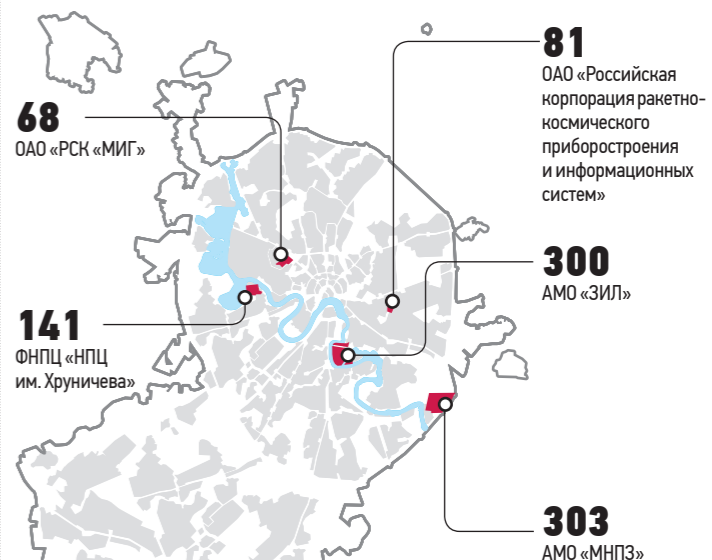 81
ОАО «Российская
корпорация ракетно-
космического
приборостроения
и информационных
систем»
68
ОАО «РСК «МИГ»
300
АМО «ЗИЛ»
141
ФНПЦ «НПЦ
им. Хруничева»
303
АМО «МНПЗ»